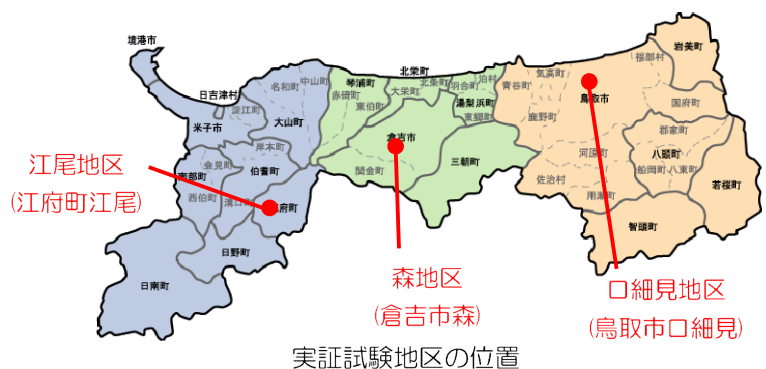 境港市
日吉津村
米子市
淀江町
名和町
中山町
大山町
岸本町
会見町
南部町
西伯町
伯耆町
溝口町
府町
日野町
日南町
琴浦町
赤碕町
東伯町
北栄町
北条町
大栄町
羽合町
泊村
湯梨浜町
東郷町
倉吉市
関金町
三朝町
青谷町
気高町
鹿野町
鳥取市
福部村
岩美町
国府町
郡家町
八頭町
船岡町
八東町
河原町
佐治村
用瀬町
若桜町
智頭町
江尾地区
(江府町江尾)
森地区
(倉吉市森)
口細見地区
(鳥取市口細見)
実証試験地区の位置